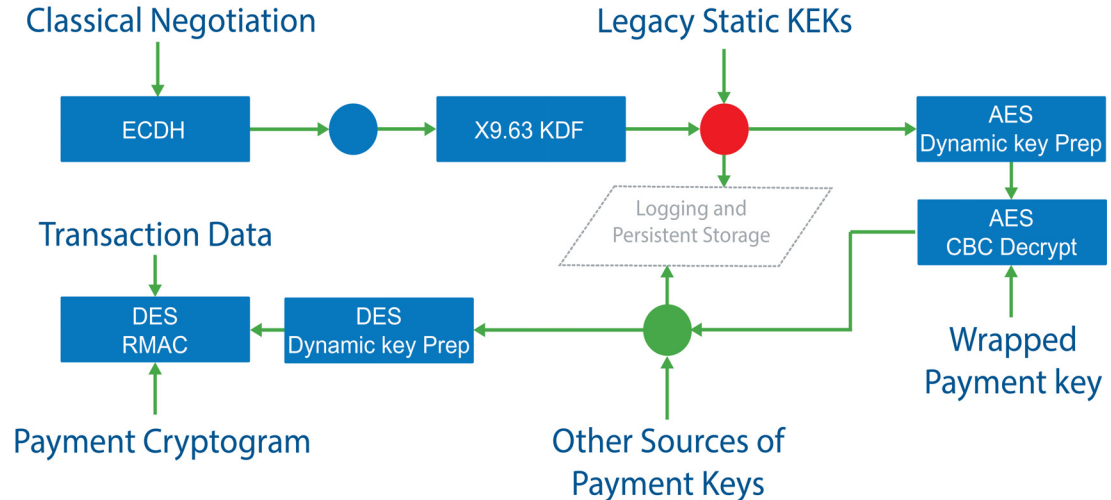 Classical Negotiation
Legacy Static KEKs
ECDH
X9.63 KDF
AES
Dynamic key Prep
Logging and
Persistent Storage
AES
CBC Decrypt
Transaction Data
DES
RMAC
DES
Dynamic key Prep
Wrapped
Payment key
Payment Cryptogram
Other Sources of
Payment Keys